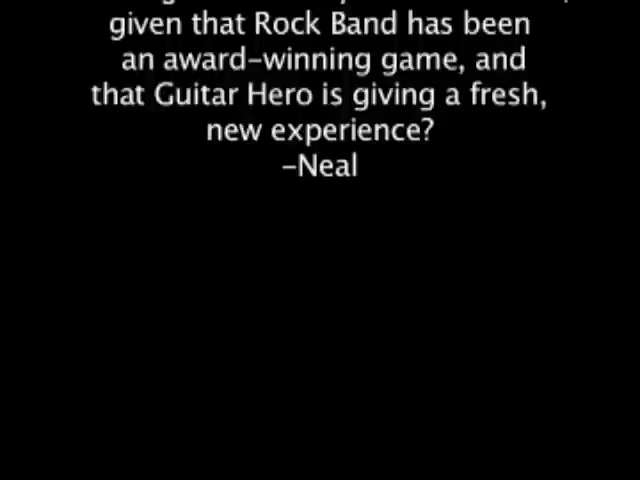 given that Rock Band has been
an award-winning game, and
that Guitar Hero is giving a fresh,
new experience?
-Neal